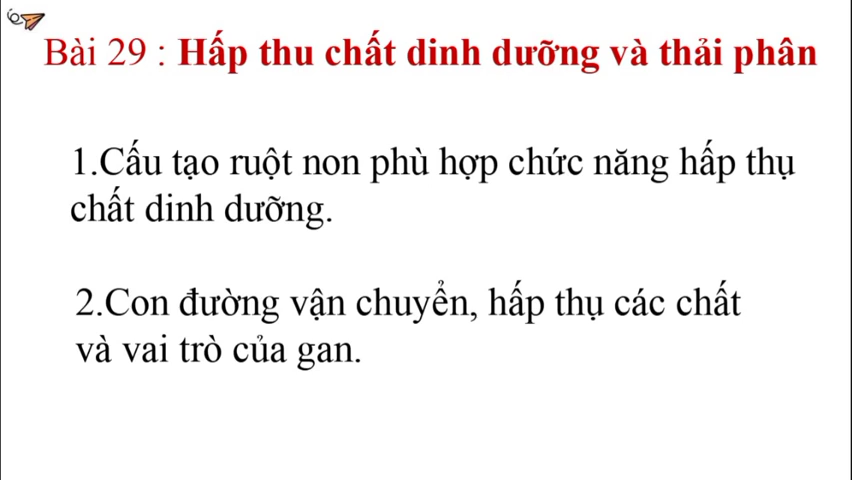 Bài 29 : Hấp thu chất dinh dưỡng và thải phân
1.Cấu tạo ruột non phù hợp chức năng hấp thụ
chất dinh dưỡng.
2.Con đường vận chuyển, hấp thụ các chất
và vai trò của gan.